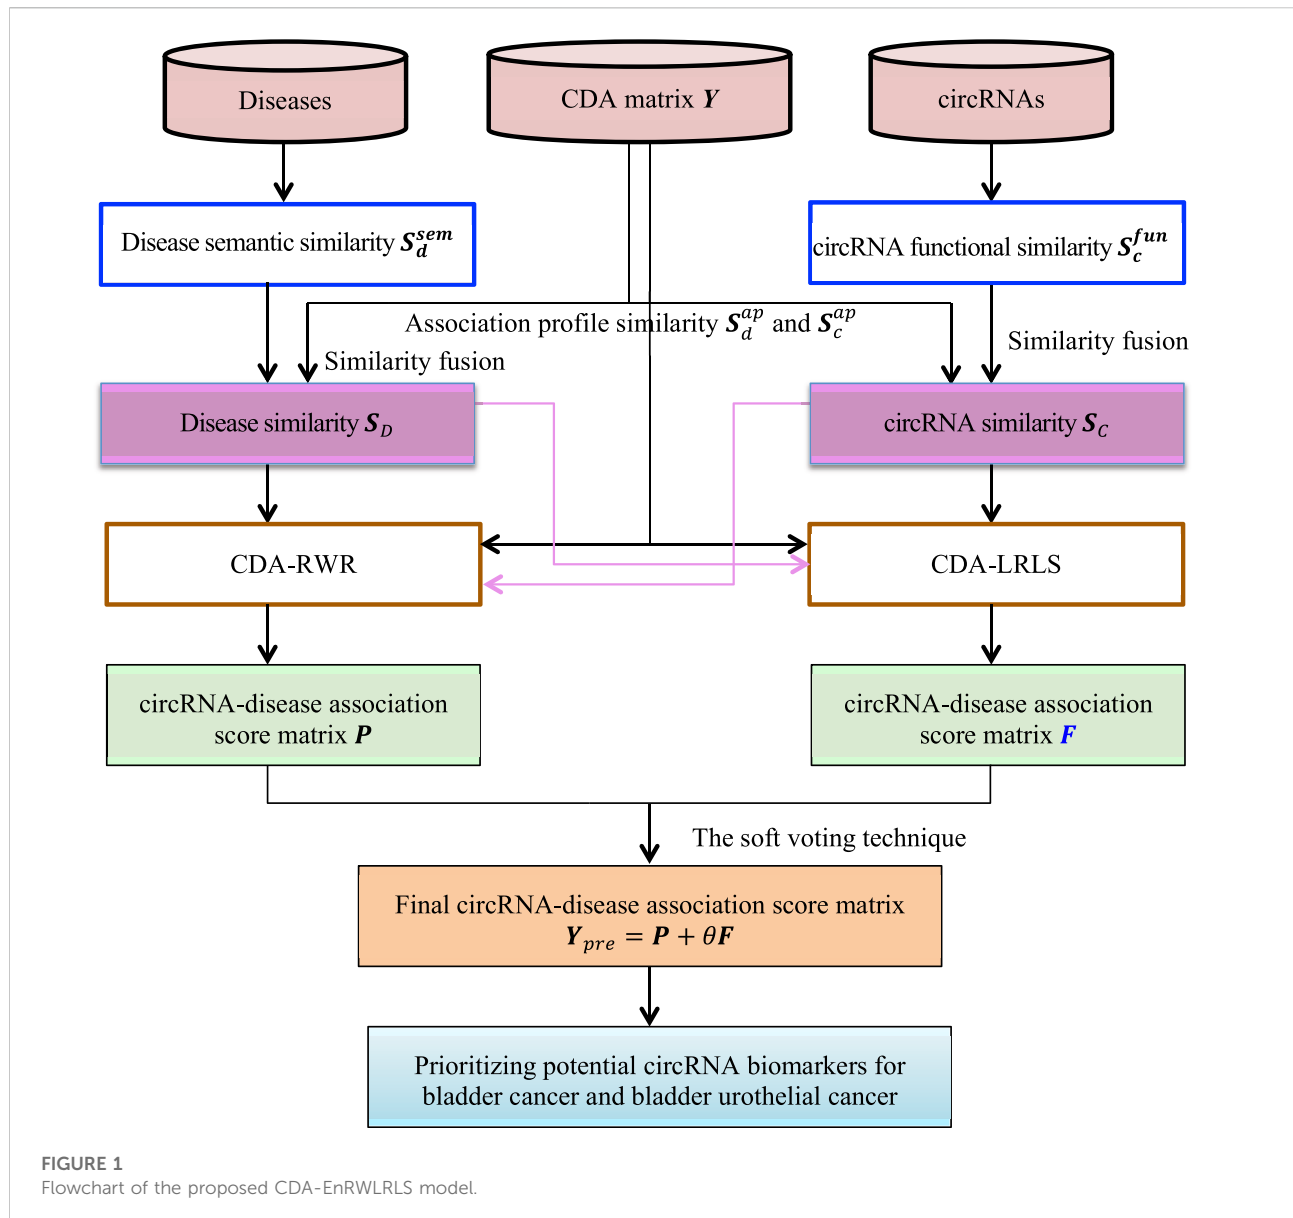 Diseases
CDA matrix Y
circRNAs
Disease semantic similarity S_d^{sem}
circRNA functional similarity S_c^{fun}
Association profile similarity S_d^{ap} and S_c^{ap}
Similarity fusion
Similarity fusion
Disease similarity S_D
circRNA similarity S_C
CDA-RWR
CDA-LRLS
circRNA-disease association
score matrix P
circRNA-disease association
score matrix F
The soft voting technique
Final circRNA-disease association score matrix
Y_{pre} = P + θF
Prioritizing potential circRNA biomarkers for
bladder cancer and bladder urothelial cancer
FIGURE 1
Flowchart of the proposed CDA-EnRWLRLS model.